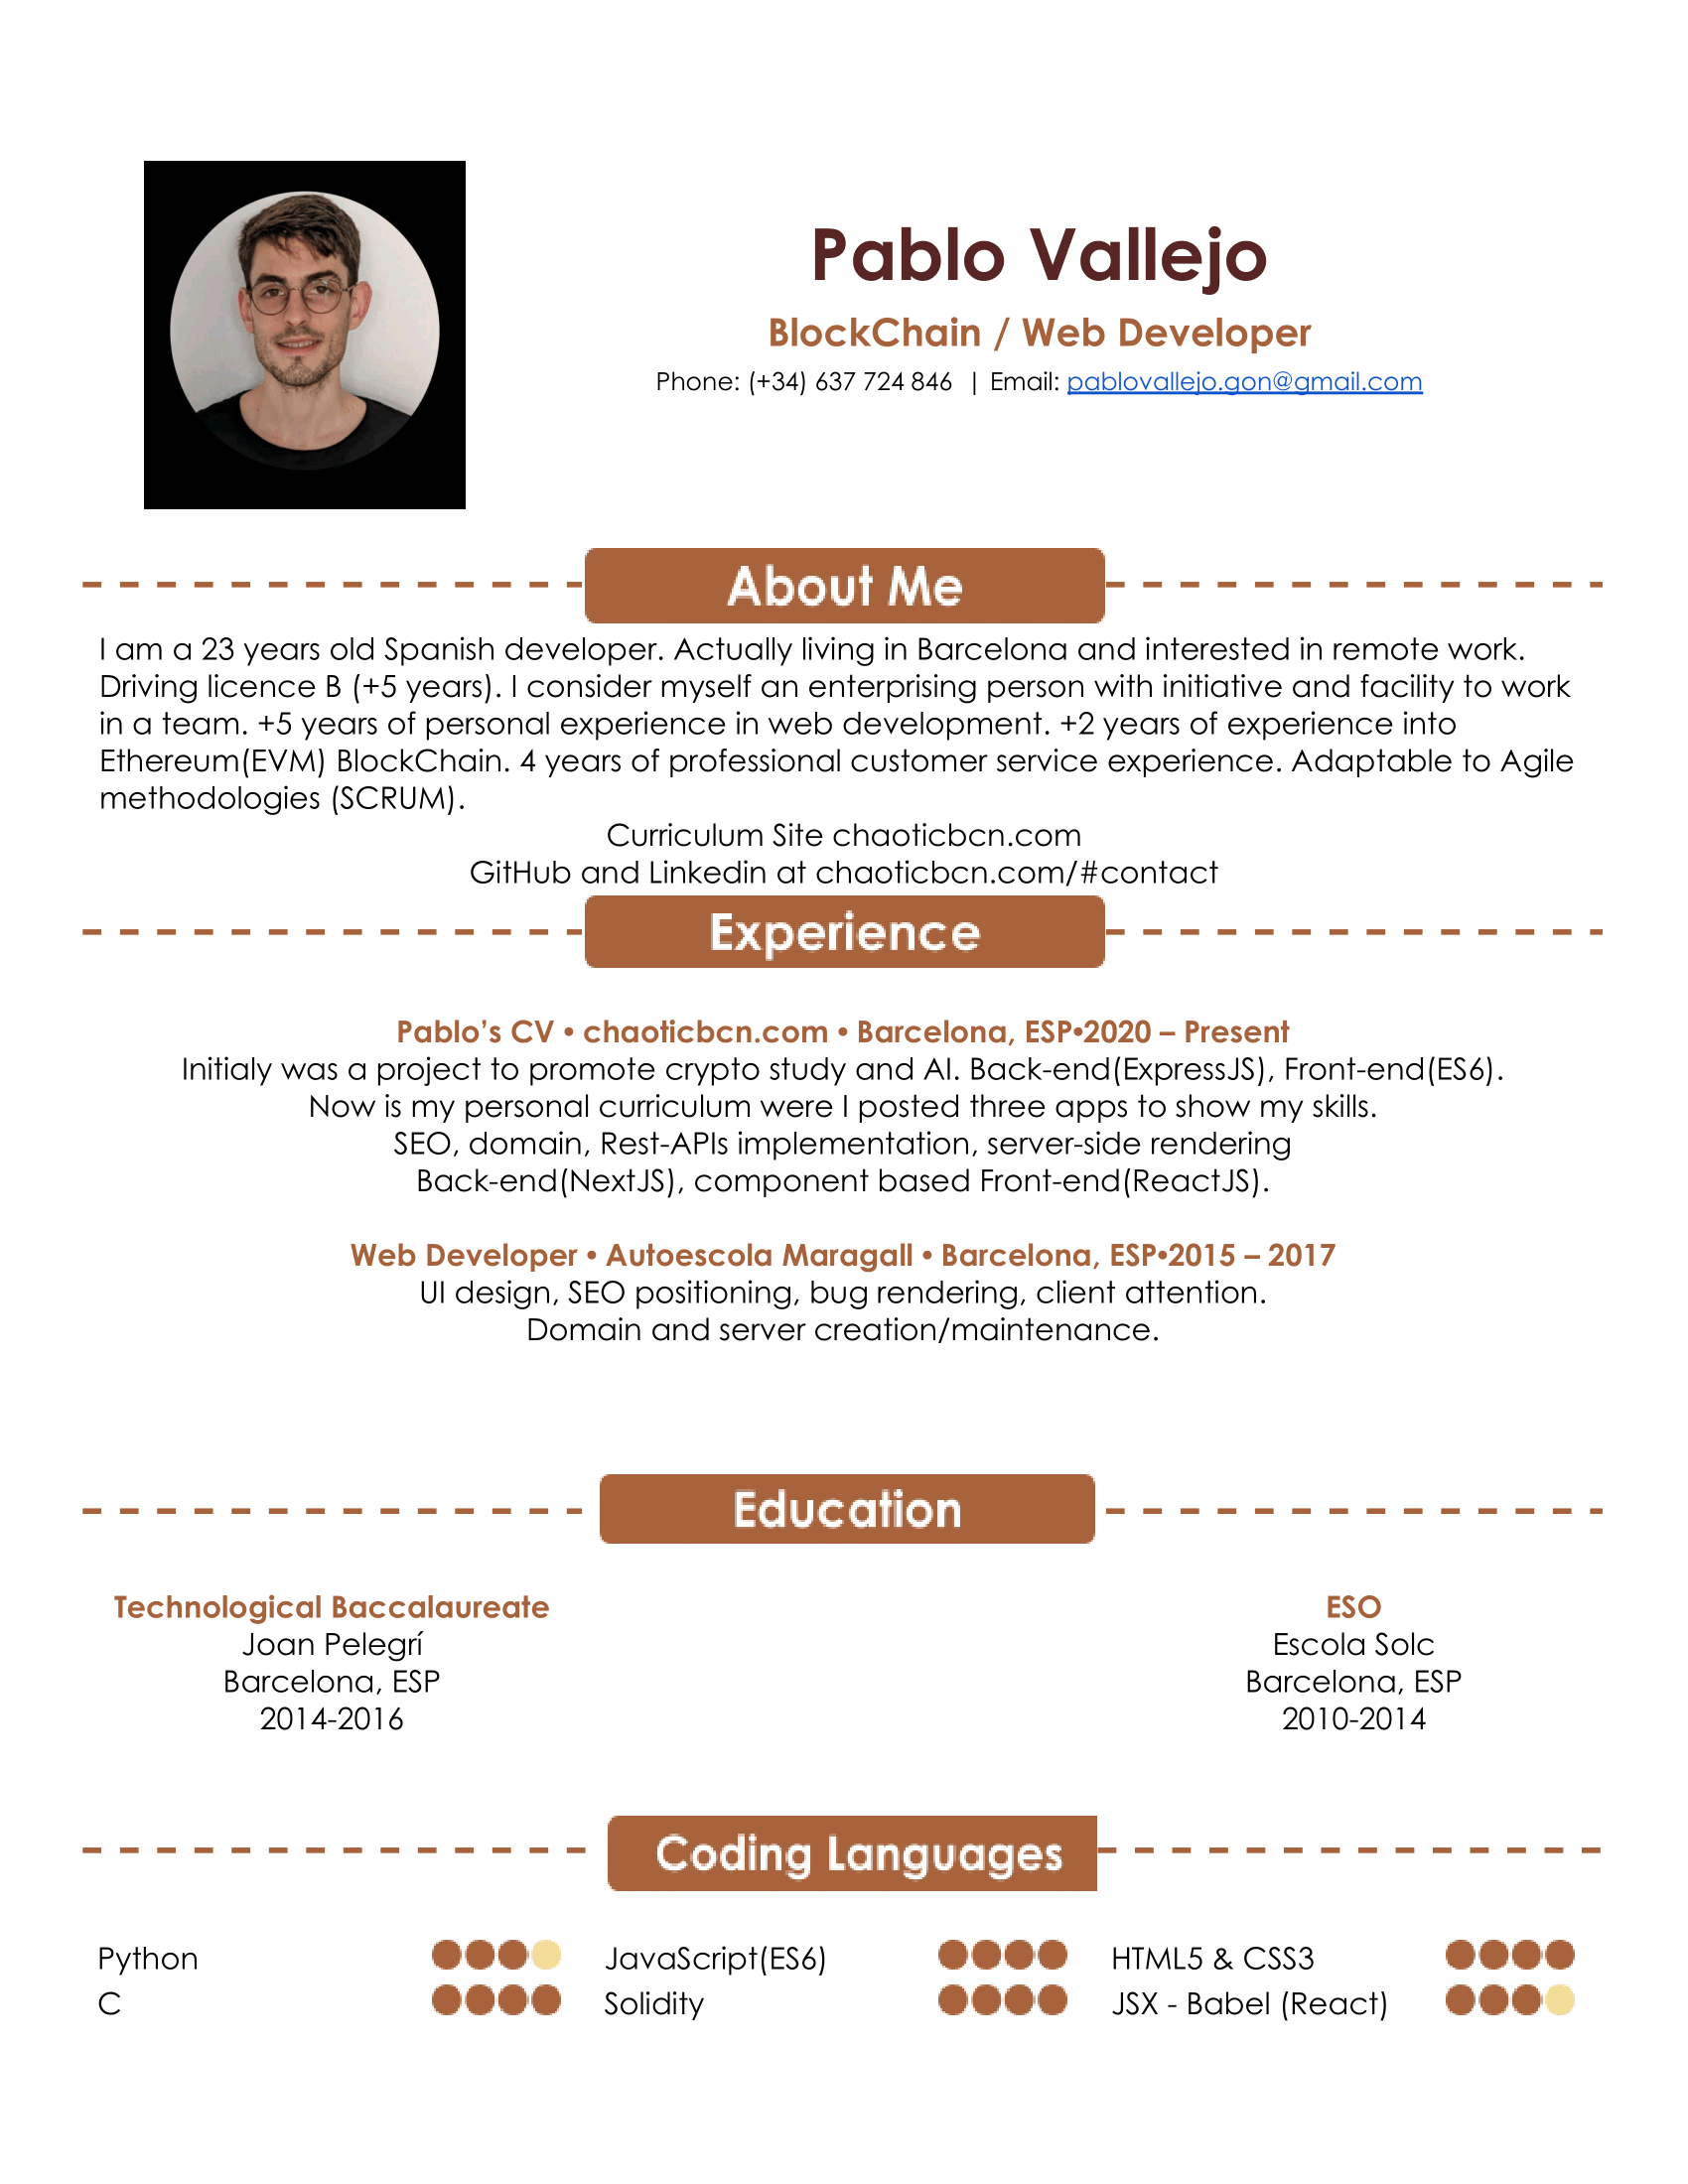 Pablo Vallejo
BlockChain / Web Developer
Phone: (+34) 637 724 846 | Email: pablovallejo.gon@gmail.com
About Me
I am a 23 years old Spanish developer. Actually living in Barcelona and interested in remote work.
Driving licence B (+5 years). I consider myself an enterprising person with initiative and facility to work
in a team. +5 years of personal experience in web development. +2 years of experience into
Ethereum(EVM) BlockChain. 4 years of professional customer service experience. Adaptable to Agile
methodologies (SCRUM).
Curriculum Site chaoticbcn.com
GitHub and Linkedin at chaoticbcn.com/#contact
Experience
Pablo’s CV • chaoticbcn.com • Barcelona, ESP•2020 – Present
Initialy was a project to promote crypto study and AI. Back-end(ExpressJS), Front-end(ES6).
Now is my personal curriculum were I posted three apps to show my skills.
SEO, domain, Rest-APIs implementation, server-side rendering
Back-end(NextJS), component based Front-end(ReactJS).
Web Developer • Autoescola Maragall • Barcelona, ESP•2015 – 2017
UI design, SEO positioning, bug rendering, client attention.
Domain and server creation/maintenance.
Education
Technological Baccalaureate
Joan Pelegrí
Barcelona, ESP
2014-2016
ESO
Escola Solc
Barcelona, ESP
2010-2014
Coding Languages
Python JavaScript(ES6) HTML5 & CSS3
C Solidity JSX - Babel (React)